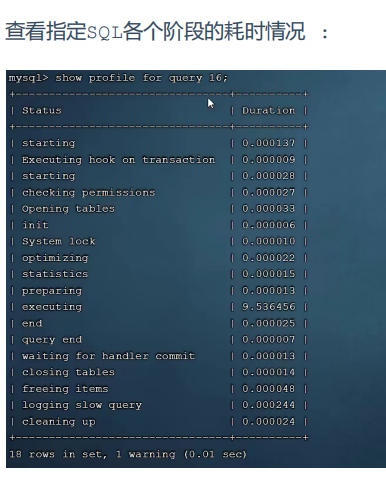 查看指定SQL各个阶段的耗时情况 :
mysql> show profile for query 16;
+--------------------------------+----------+
| Status                         | Duration |
+--------------------------------+----------+
| starting                       | 0.000137 |
| Executing hook on transaction  | 0.000009 |
| starting                       | 0.000028 |
| checking permissions           | 0.000027 |
| Opening tables                 | 0.000033 |
| init                           | 0.000006 |
| System lock                    | 0.000010 |
| optimizing                     | 0.000022 |
| statistics                     | 0.000015 |
| preparing                      | 0.000013 |
| executing                      | 9.536456 |
| end                            | 0.000025 |
| query end                      | 0.000007 |
| waiting for handler commit     | 0.000013 |
| closing tables                 | 0.000014 |
| freeing items                  | 0.000048 |
| logging slow query             | 0.000244 |
| cleaning up                    | 0.000024 |
+--------------------------------+----------+
18 rows in set, 1 warning (0.01 sec)